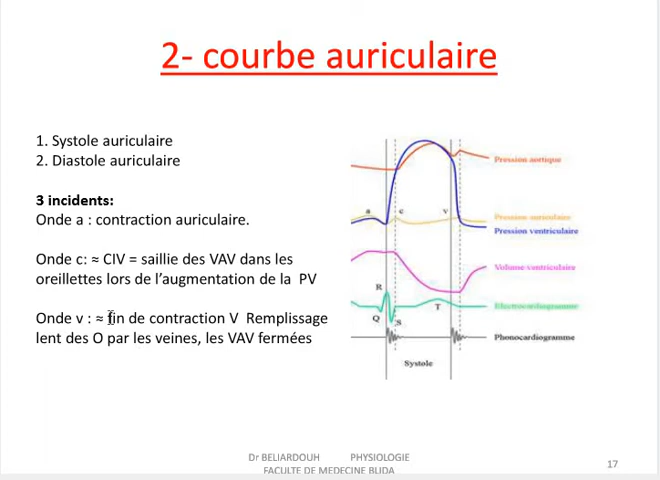 2- courbe auriculaire
1. Systole auriculaire
2. Diastole auriculaire
3 incidents:
Onde a : contraction auriculaire.
Onde c: ≈ CIV = saillie des VAV dans les
oreillettes lors de l’augmentation de la PV
Onde v : ≈ fin de contraction V Remplissage
lent des O par les veines, les VAV fermées
Pression aortique
a
c
v
Pression auriculaire
Pression ventriculaire
Volume ventriculaire
R
Electrocardiogramme
T
Q
S
Phonocardiogramme
Systole
Dr BELIARDOUH PHYSIOLOGIE
FACULTE DE MEDECINE BLIDA
17